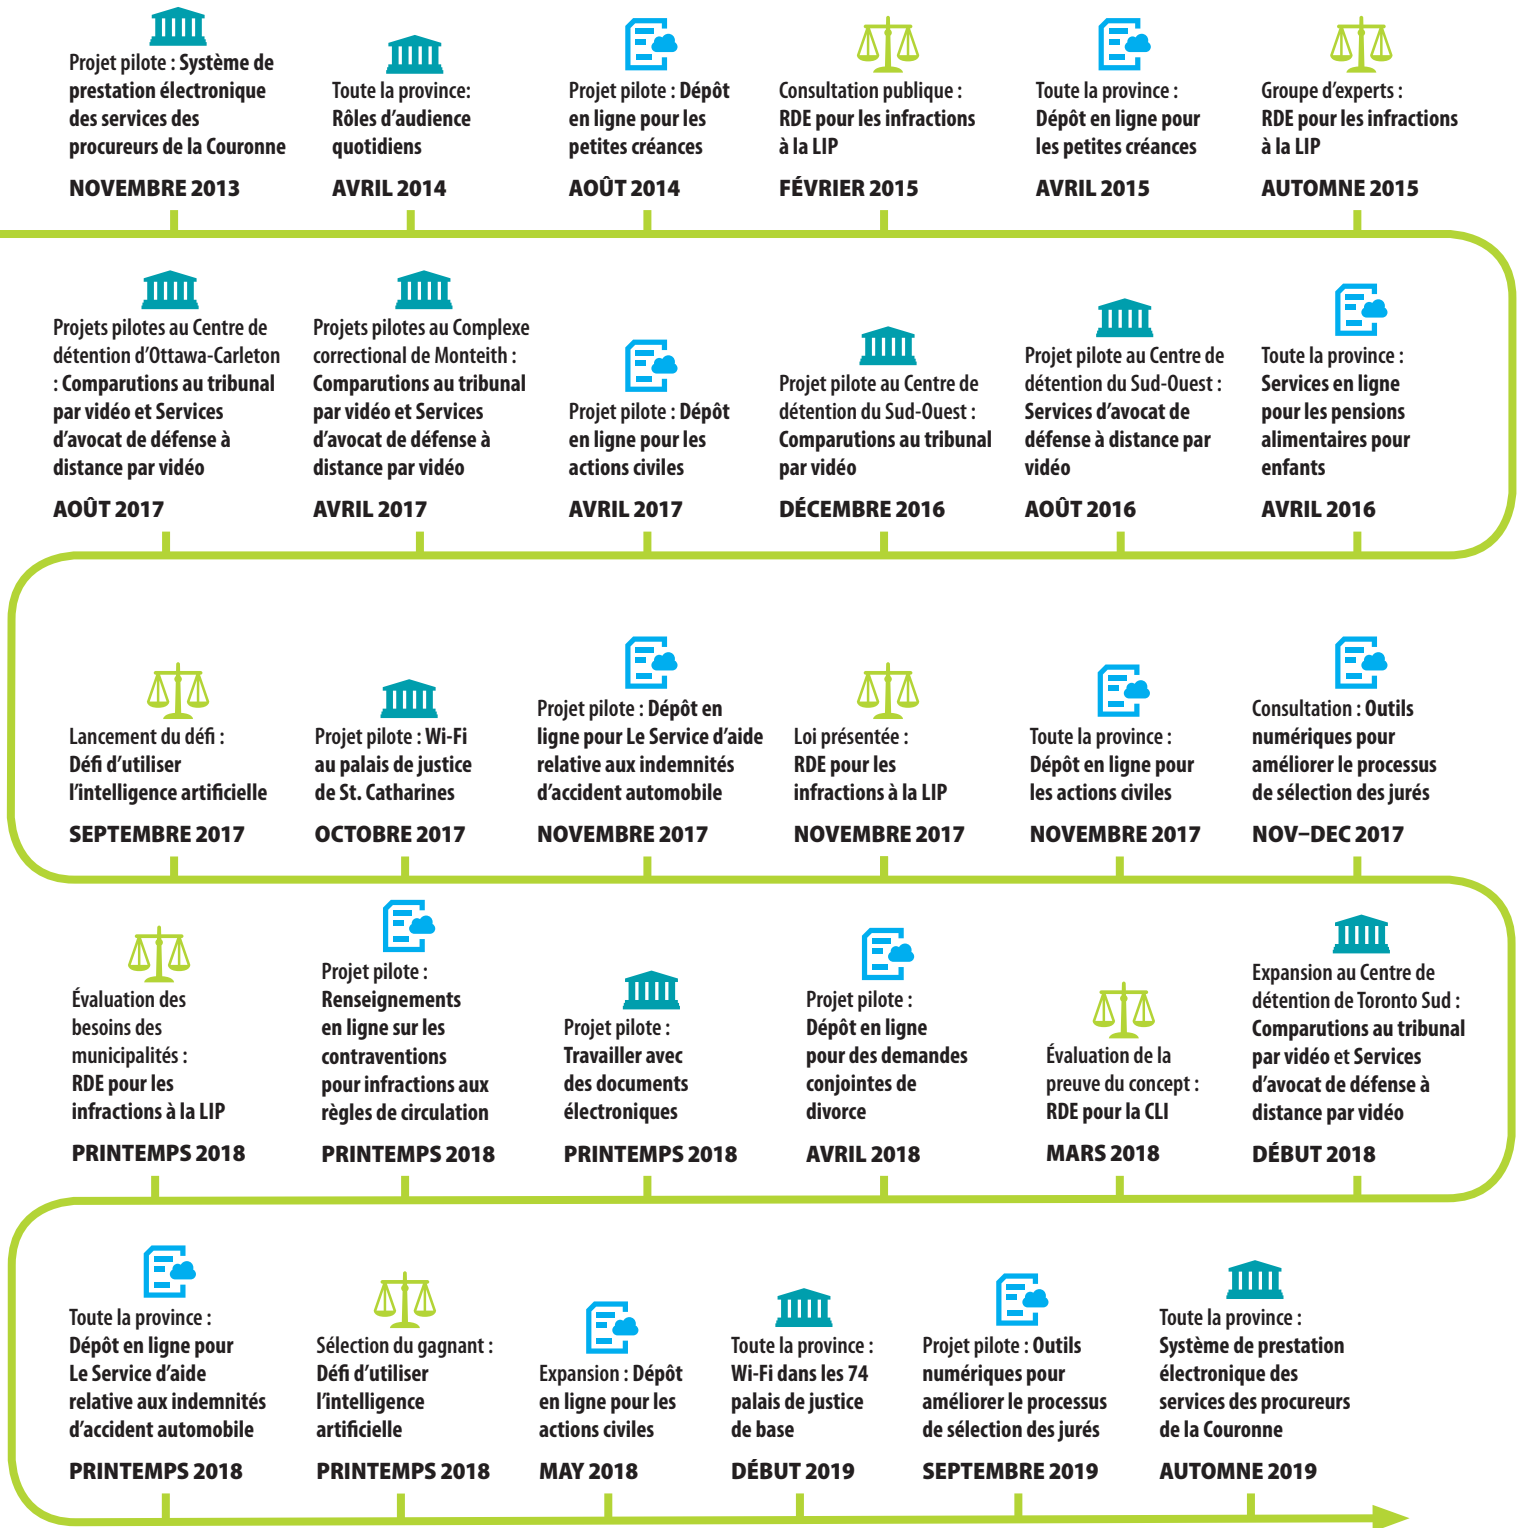 Projet pilote : Système de
prestation électronique
des services des
procureurs de la Couronne
NOVEMBRE 2013
Toute la province:
Rôles d'audience
quotidiens
AVRIL 2014
Projet pilote : Dépôt
en ligne pour les
petites créances
AOÛT 2014
Consultation publique :
RDE pour les infractions
à la LIP
FÉVRIER 2015
Toute la province :
Dépôt en ligne pour
les petites créances
AVRIL 2015
Groupe d'experts :
RDE pour les infractions
à la LIP
AUTOMNE 2015
Projets pilotes au Centre de
détention d'Ottawa-Carleton
: Comparutions au tribunal
par vidéo et Services
d'avocat de défense à
distance par vidéo
AOÛT 2017
Projets pilotes au Complexe
correctional de Monteith :
Comparutions au tribunal
par vidéo et Services
d'avocat de défense à
distance par vidéo
AVRIL 2017
Projet pilote : Dépôt
en ligne pour les
actions civiles
AVRIL 2017
Projet pilote au Centre de
détention du Sud-Ouest :
Comparutions au tribunal
par vidéo
DÉCEMBRE 2016
Projet pilote au Centre de
détention du Sud-Ouest :
Services d'avocat de
défense à distance par
vidéo
AOÛT 2016
Toute la province :
Services en ligne
pour les pensions
alimentaires pour
enfants
AVRIL 2016
Lancement du défi :
Défi d'utiliser
l'intelligence artificielle
SEPTEMBRE 2017
Projet pilote : Wi-Fi
au palais de justice
de St. Catharines
OCTOBRE 2017
Projet pilote : Dépôt en
ligne pour Le Service d'aide
relative aux indemnités
d'accident automobile
NOVEMBRE 2017
Loi présentée :
RDE pour les
infractions à la LIP
NOVEMBRE 2017
Toute la province :
Dépôt en ligne pour
les actions civiles
NOVEMBRE 2017
Consultation : Outils
numériques pour
améliorer le processus
de sélection des jurés
NOV–DEC 2017
Évaluation des
besoins des
municipalités :
RDE pour les
infractions à la LIP
PRINTEMPS 2018
Projet pilote :
Renseignements
en ligne sur les
contraventions
pour infractions aux
règles de circulation
PRINTEMPS 2018
Projet pilote :
Travailler avec
des documents
électroniques
PRINTEMPS 2018
Projet pilote :
Dépôt en ligne
pour des demandes
conjointes de
divorce
AVRIL 2018
Évaluation de la
preuve du concept :
RDE pour la CLI
MARS 2018
Expansion au Centre de
détention de Toronto Sud :
Comparutions au tribunal
par vidéo et Services
d'avocat de défense à
distance par vidéo
DÉBUT 2018
Toute la province :
Dépôt en ligne pour
Le Service d'aide
relative aux indemnités
d'accident automobile
PRINTEMPS 2018
Sélection du gagnant :
Défi d'utiliser
l'intelligence
artificielle
PRINTEMPS 2018
Expansion : Dépôt
en ligne pour les
actions civiles
MAY 2018
Toute la province :
Wi-Fi dans les 74
palais de justice
de base
DÉBUT 2019
Projet pilote : Outils
numériques pour
améliorer le processus
de sélection des jurés
SEPTEMBRE 2019
Toute la province :
Système de prestation
électronique des
services des procureurs
de la Couronne
AUTOMNE 2019